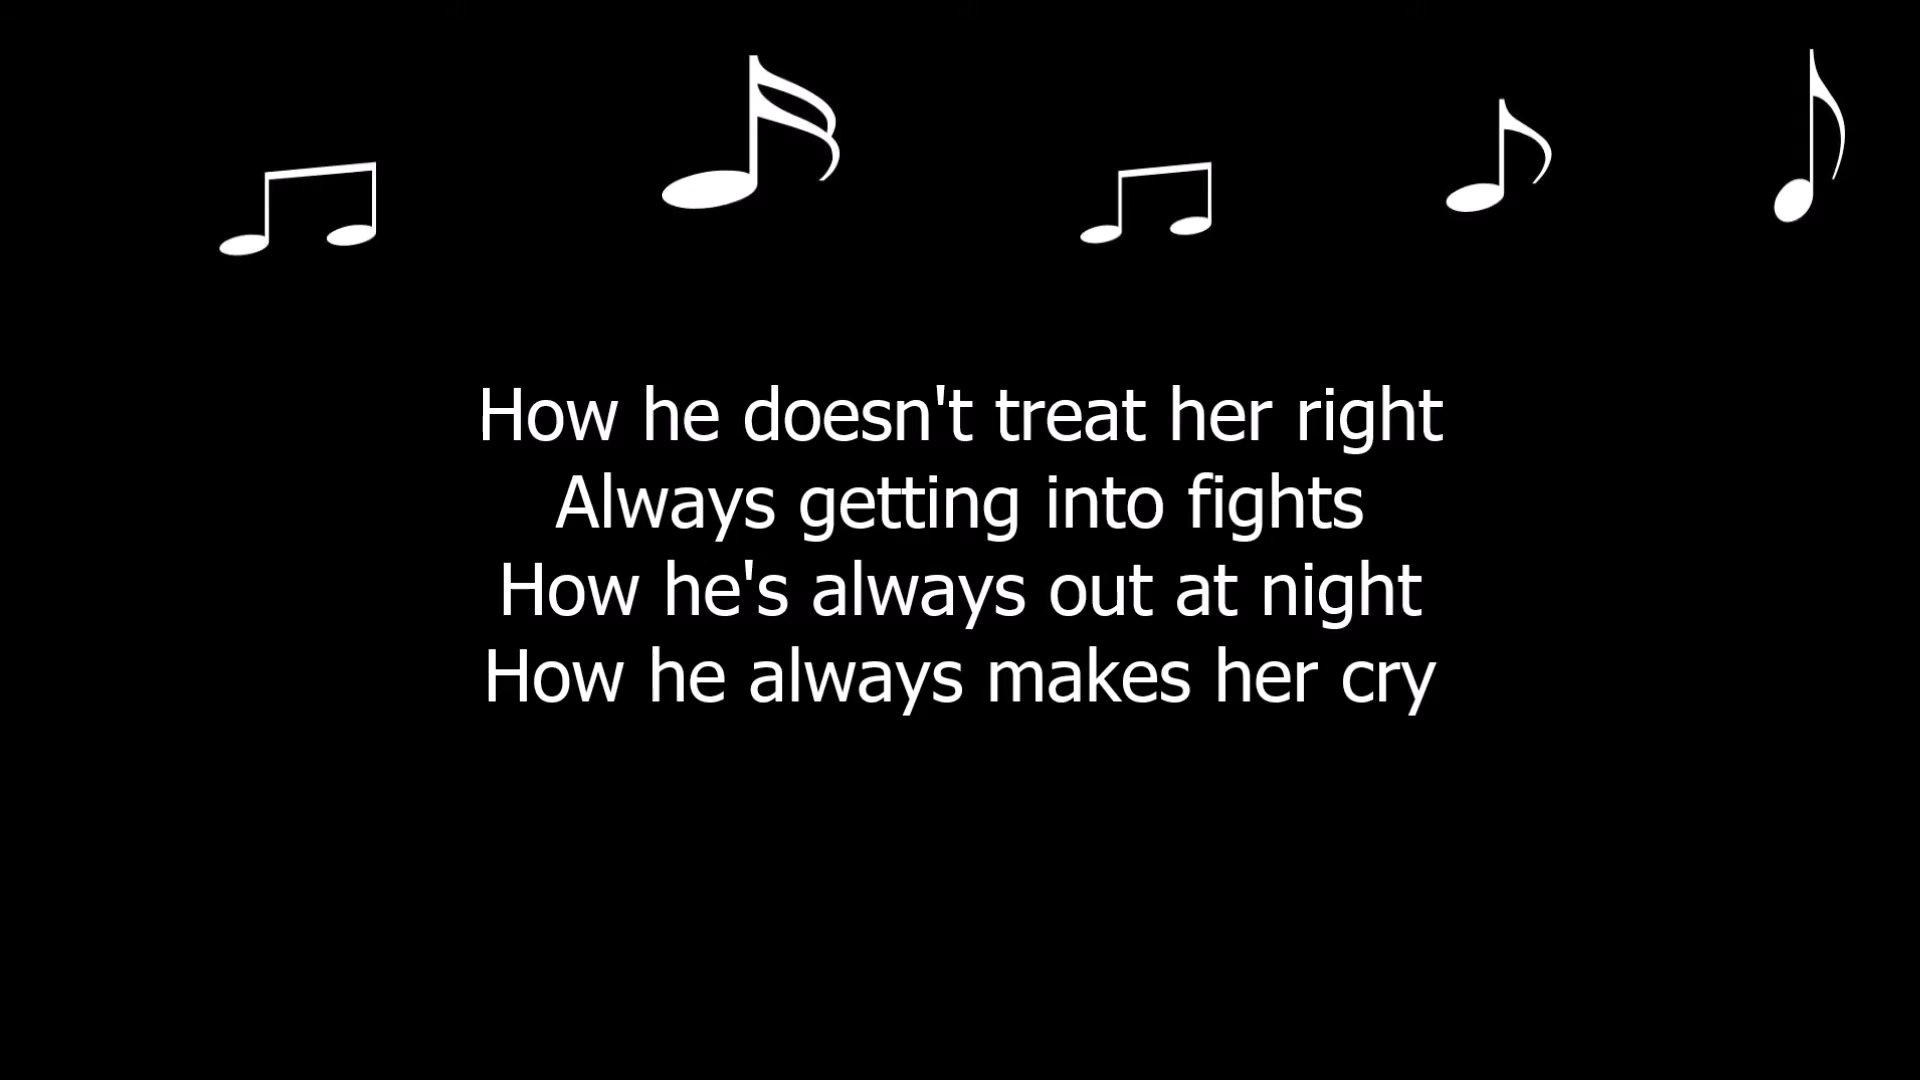 How he doesn't treat her right
Always getting into fights
How he's always out at night
How he always makes her cry